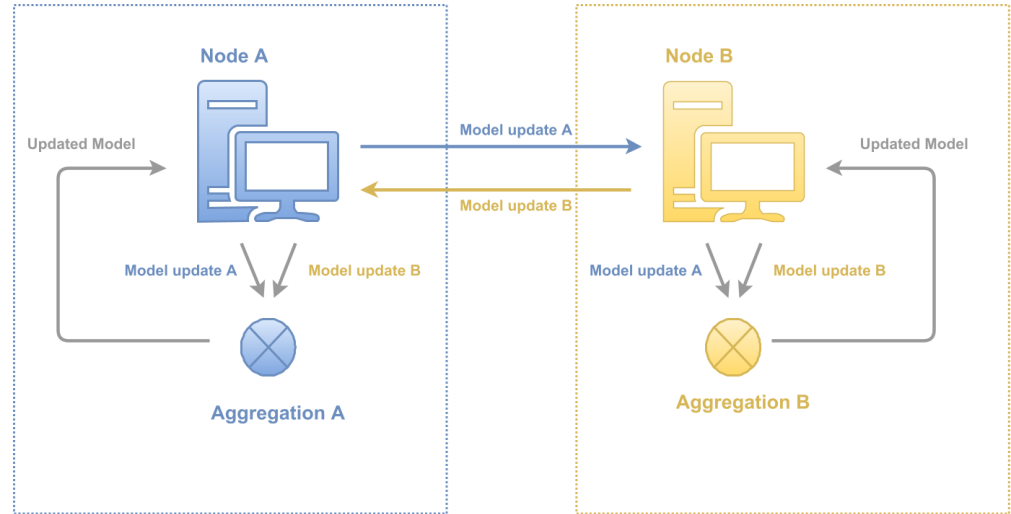 Node A
Node B
Model update A
Updated Model
Updated Model
Model update B
Model update A
Model update B
Model update A
Model update B
Aggregation A
Aggregation B